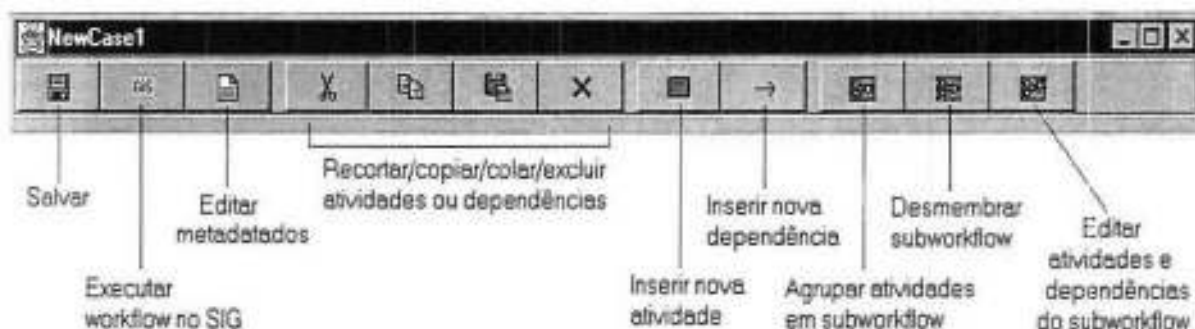 NewCase1
Salvar
Executar
workflow no SIG
Editar
metadatados
Recortar/copiar/colar/excluir
atividades ou dependências
Inserir nova
atividade
Inserir nova
dependência
Agrupar atividades
em subworkflow
Desmembrar
subworkflow
Editar
atividades e
dependências
do subworkflow